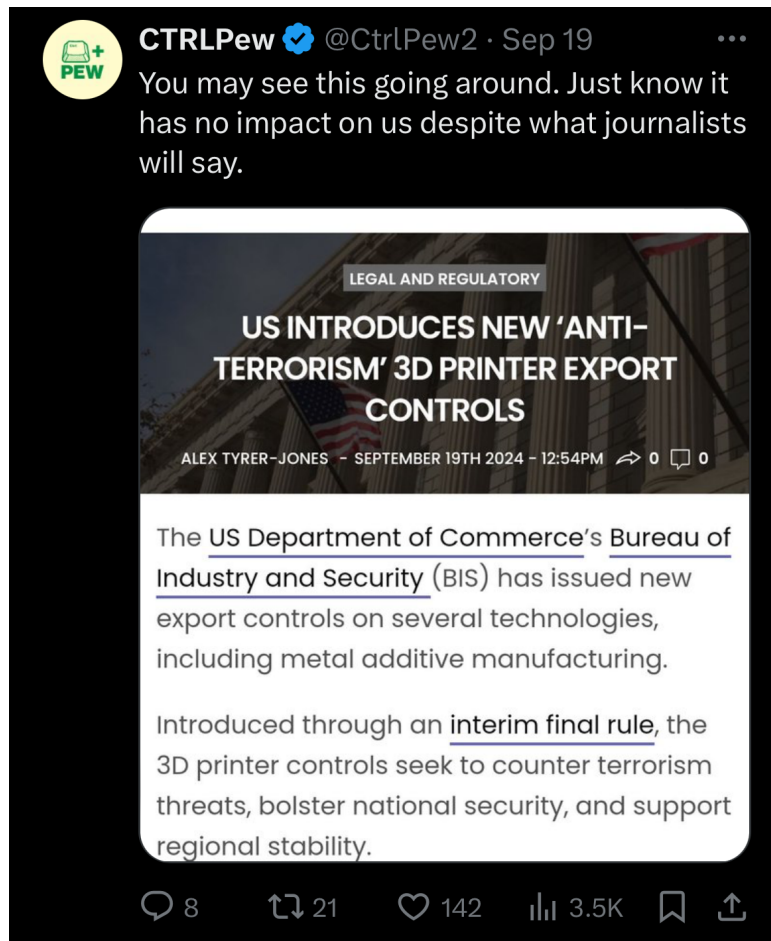 CTRLPew @CtrlPew2 · Sep 19
+
PEW
You may see this going around. Just know it
has no impact on us despite what journalists
will say.
LEGAL AND REGULATORY
US INTRODUCES NEW ‘ANTI-
TERRORISM’ 3D PRINTER EXPORT
CONTROLS
ALEX TYRER-JONES - SEPTEMBER 19TH 2024 - 12:54PM 0 0
The US Department of Commerce’s Bureau of
Industry and Security (BIS) has issued new
export controls on several technologies,
including metal additive manufacturing.
Introduced through an interim final rule, the
3D printer controls seek to counter terrorism
threats, bolster national security, and support
regional stability.
8 21 142 3.5K